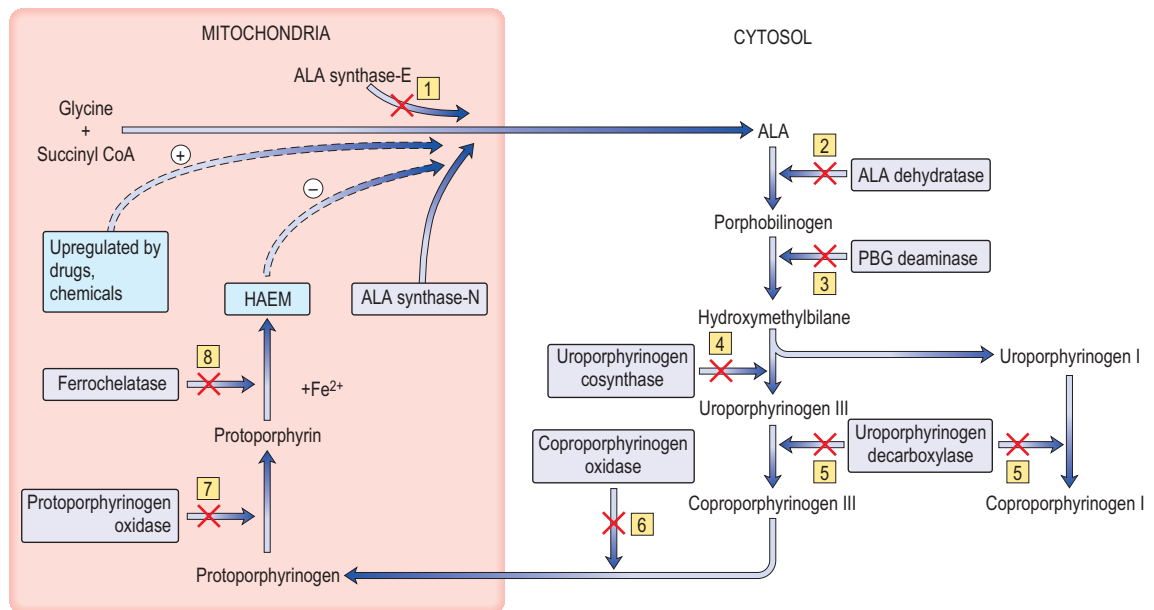 MITOCHONDRIA
CYTOSOL
ALA synthase-E
1
Glycine
+
Succinyl CoA
ALA
+
2
ALA dehydratase
–
Porphobilinogen
Upregulated by
drugs,
chemicals
PBG deaminase
3
HAEM
ALA synthase-N
Hydroxymethylbilane
8
4
Uroporphyrinogen
cosynthase
Uroporphyrinogen I
Ferrochelatase
+Fe2+
Uroporphyrinogen III
Protoporphyrin
Coproporphyrinogen
oxidase
Uroporphyrinogen
decarboxylase
5
5
7
Protoporphyrinogen
oxidase
Coproporphyrinogen III
Coproporphyrinogen I
6
Protoporphyrinogen